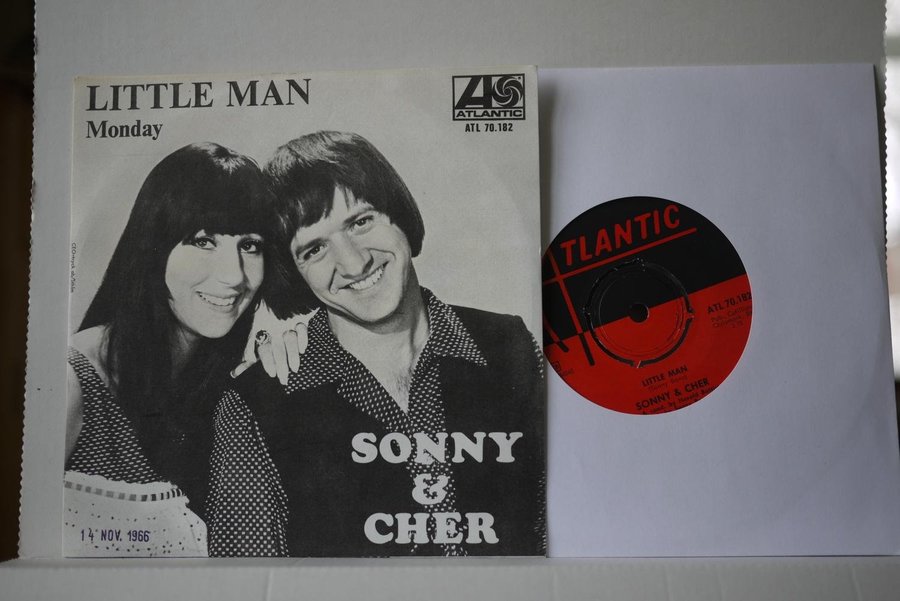 LITTLE MAN
Monday
ATLANTIC
ATL 70.182
SONNY
&
CHER
14 NOV. 1966
TLANTIC
ATL 70.182
LITTLE MAN
SONNY & CHER